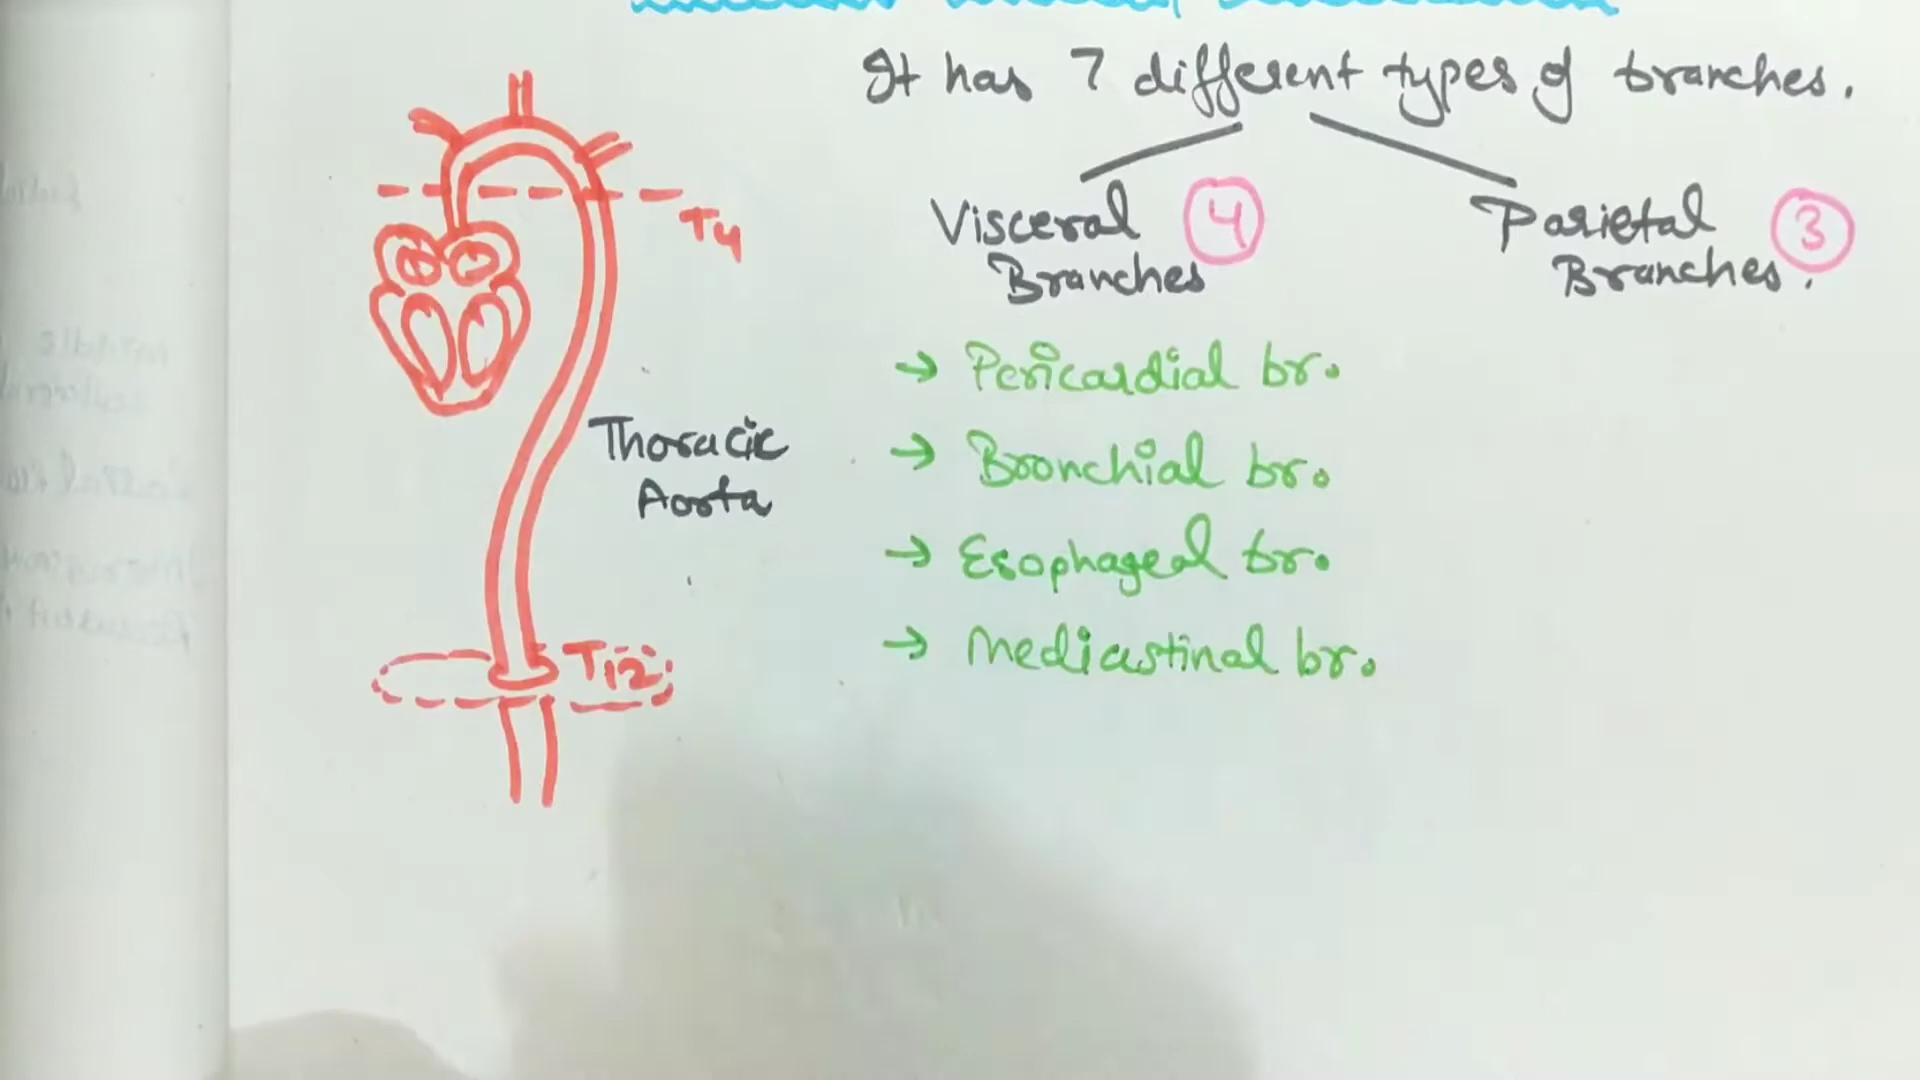 It has 7 different types of branches.
Visceral Branches 4
Parietal Branches. 3
T4
→ Pericardial br.
Thoracic
Aorta
→ Bronchial br.
→ Esophageal br.
→ Mediastinal br.
T12